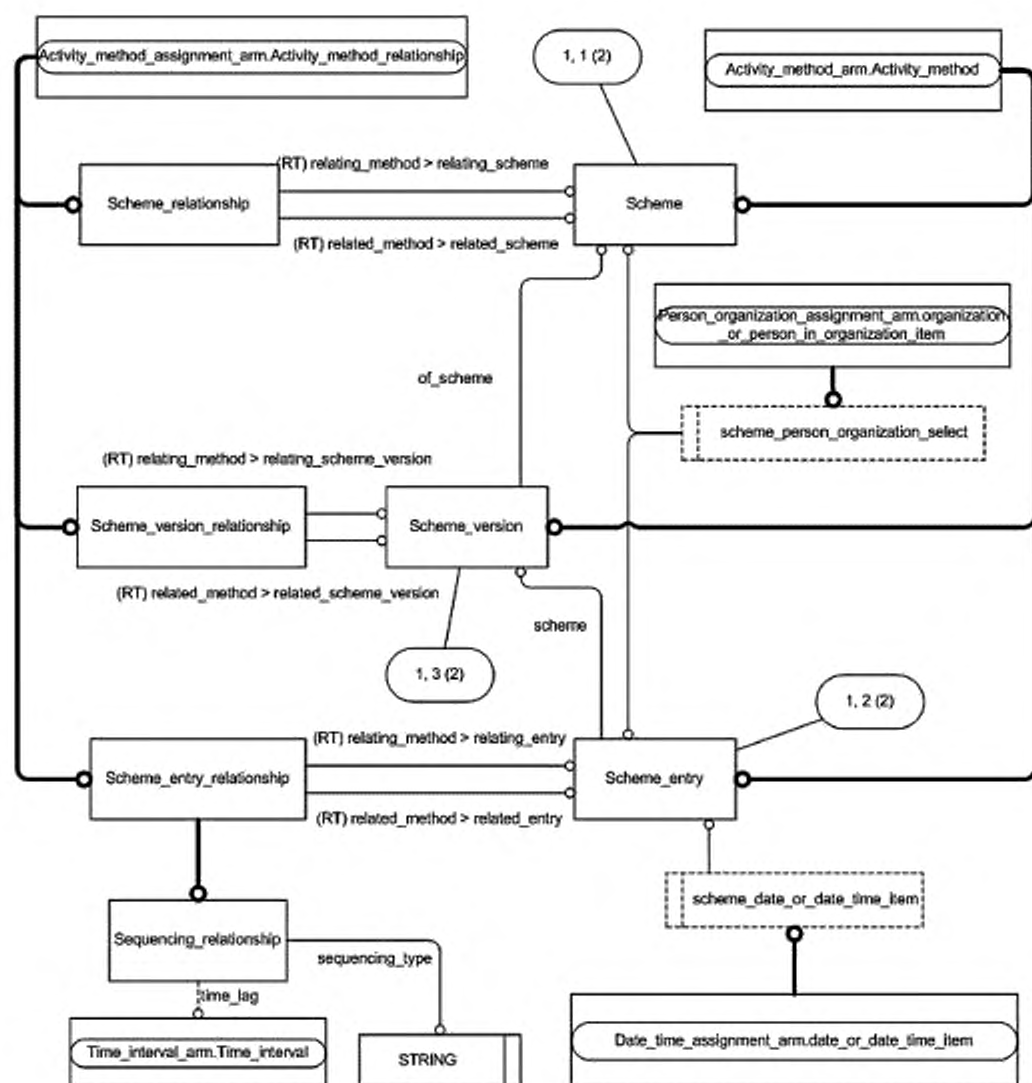 Activity_method_assignment_arm.Activity_method_relationship
1, 1 (2)
Activity_method_arm.Activity_method
(RT) relating_method > relating_scheme
Scheme_relationship
Scheme
(RT) related_method > related_scheme
Person_organization_assignment_arm.organization
_or_person_in_organization_item
of_scheme
scheme_person_organization_select
(RT) relating_method > relating_scheme_version
Scheme_version_relationship
Scheme_version
(RT) related_method > related_scheme_version
scheme
1, 3 (2)
1, 2 (2)
(RT) relating_method > relating_entry
Scheme_entry_relationship
Scheme_entry
(RT) related_method > related_entry
scheme_date_or_date_time_item
Sequencing_relationship
sequencing_type
time_lag
Time_interval_arm.Time_interval
STRING
Date_time_assignment_arm.date_or_date_time_item